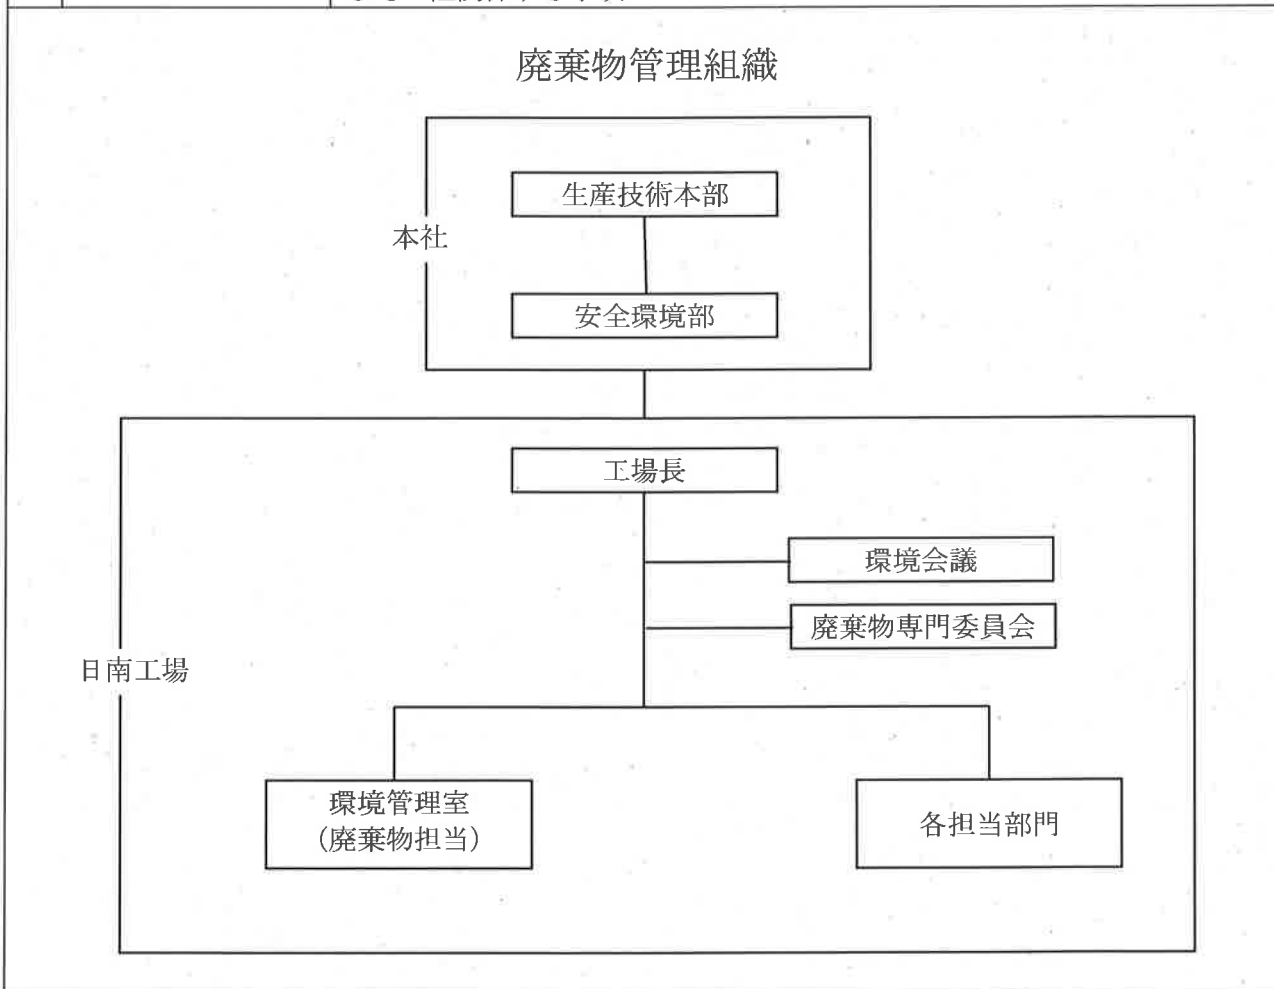 廃棄物管理組織
生産技術本部
本社
安全環境部
工場長
環境会議
廃棄物専門委員会
日南工場
環境管理室
(廃棄物担当)
各担当部門